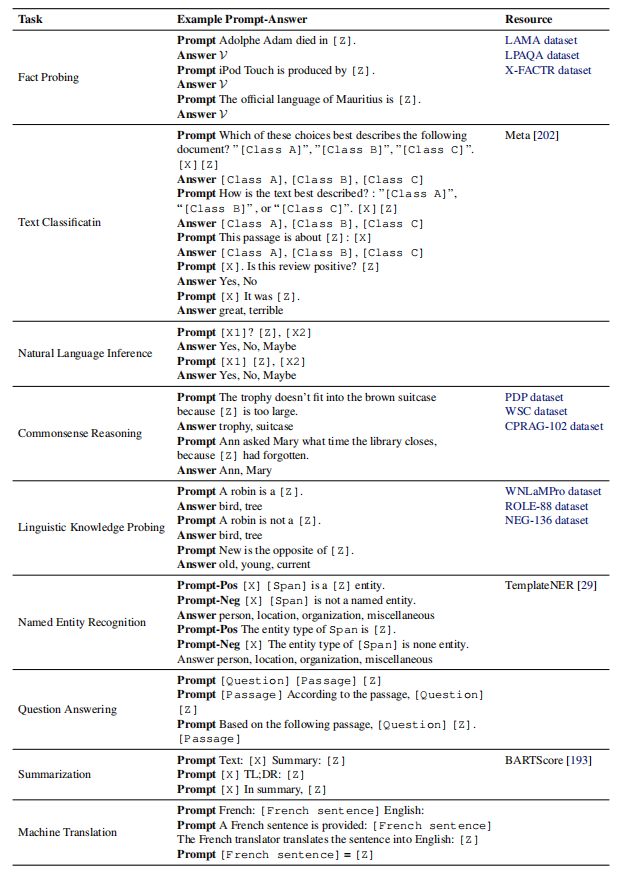 Task Example Prompt-Answer Resource
Fact Probing
Prompt Adolphe Adam died in [Z]. LAMA dataset
Answer 𝒱 LPAQA dataset
Prompt iPod Touch is produced by [Z]. X-FACTR dataset
Answer 𝒱
Prompt The official language of Mauritius is [Z].
Answer 𝒱
Text Classificatin
Prompt Which of these choices best describes the following Meta [202]
document? ”[Class A]”, ”[Class B]”, ”[Class C]”.
[X][Z]
Answer [Class A], [Class B], [Class C]
Prompt How is the text best described? : ”[Class A]”,
“[Class B]” , or “[Class C]”. [X][Z]
Answer [Class A], [Class B], [Class C]
Prompt This passage is about [Z]: [X]
Answer [Class A], [Class B], [Class C]
Prompt [X]. Is this review positive? [Z]
Answer Yes, No
Prompt [X] It was [Z].
Answer great, terrible
Natural Language Inference
Prompt [X1]? [Z], [X2]
Answer Yes, No, Maybe
Prompt [X1] [Z], [X2]
Answer Yes, No, Maybe
Commonsense Reasoning
Prompt The trophy doesn’t fit into the brown suitcase PDP dataset
because [Z] is too large. WSC dataset
Answer trophy, suitcase CPRAG-102 dataset
Prompt Ann asked Mary what time the library closes,
because [Z] had forgotten.
Answer Ann, Mary
Linguistic Knowledge Probing
Prompt A robin is a [Z]. WNLaMPro dataset
Answer bird, tree ROLE-88 dataset
Prompt A robin is not a [Z]. NEG-136 dataset
Answer bird, tree
Prompt New is the opposite of [Z].
Answer old, young, current
Named Entity Recognition
Prompt-Pos [X] [Span] is a [Z] entity. TemplateNER [29]
Prompt-Neg [X] [Span] is not a named entity.
Answer person, location, organization, miscellaneous
Prompt-Pos The entity type of Span is [Z].
Prompt-Neg [X] The entity type of [Span] is none entity.
Answer person, location, organization, miscellaneous
Question Answering
Prompt [Question] [Passage] [Z]
Prompt [Passage] According to the passage, [Question]
[Z]
Prompt Based on the following passage, [Question] [Z].
[Passage]
Summarization
Prompt Text: [X] Summary: [Z] BARTScore [193]
Prompt [X] TL;DR: [Z]
Prompt [X] In summary, [Z]
Machine Translation
Prompt French: [French sentence] English:
Prompt A French sentence is provided: [French sentence]
The French translator translates the sentence into English: [Z]
Prompt [French sentence] = [Z]